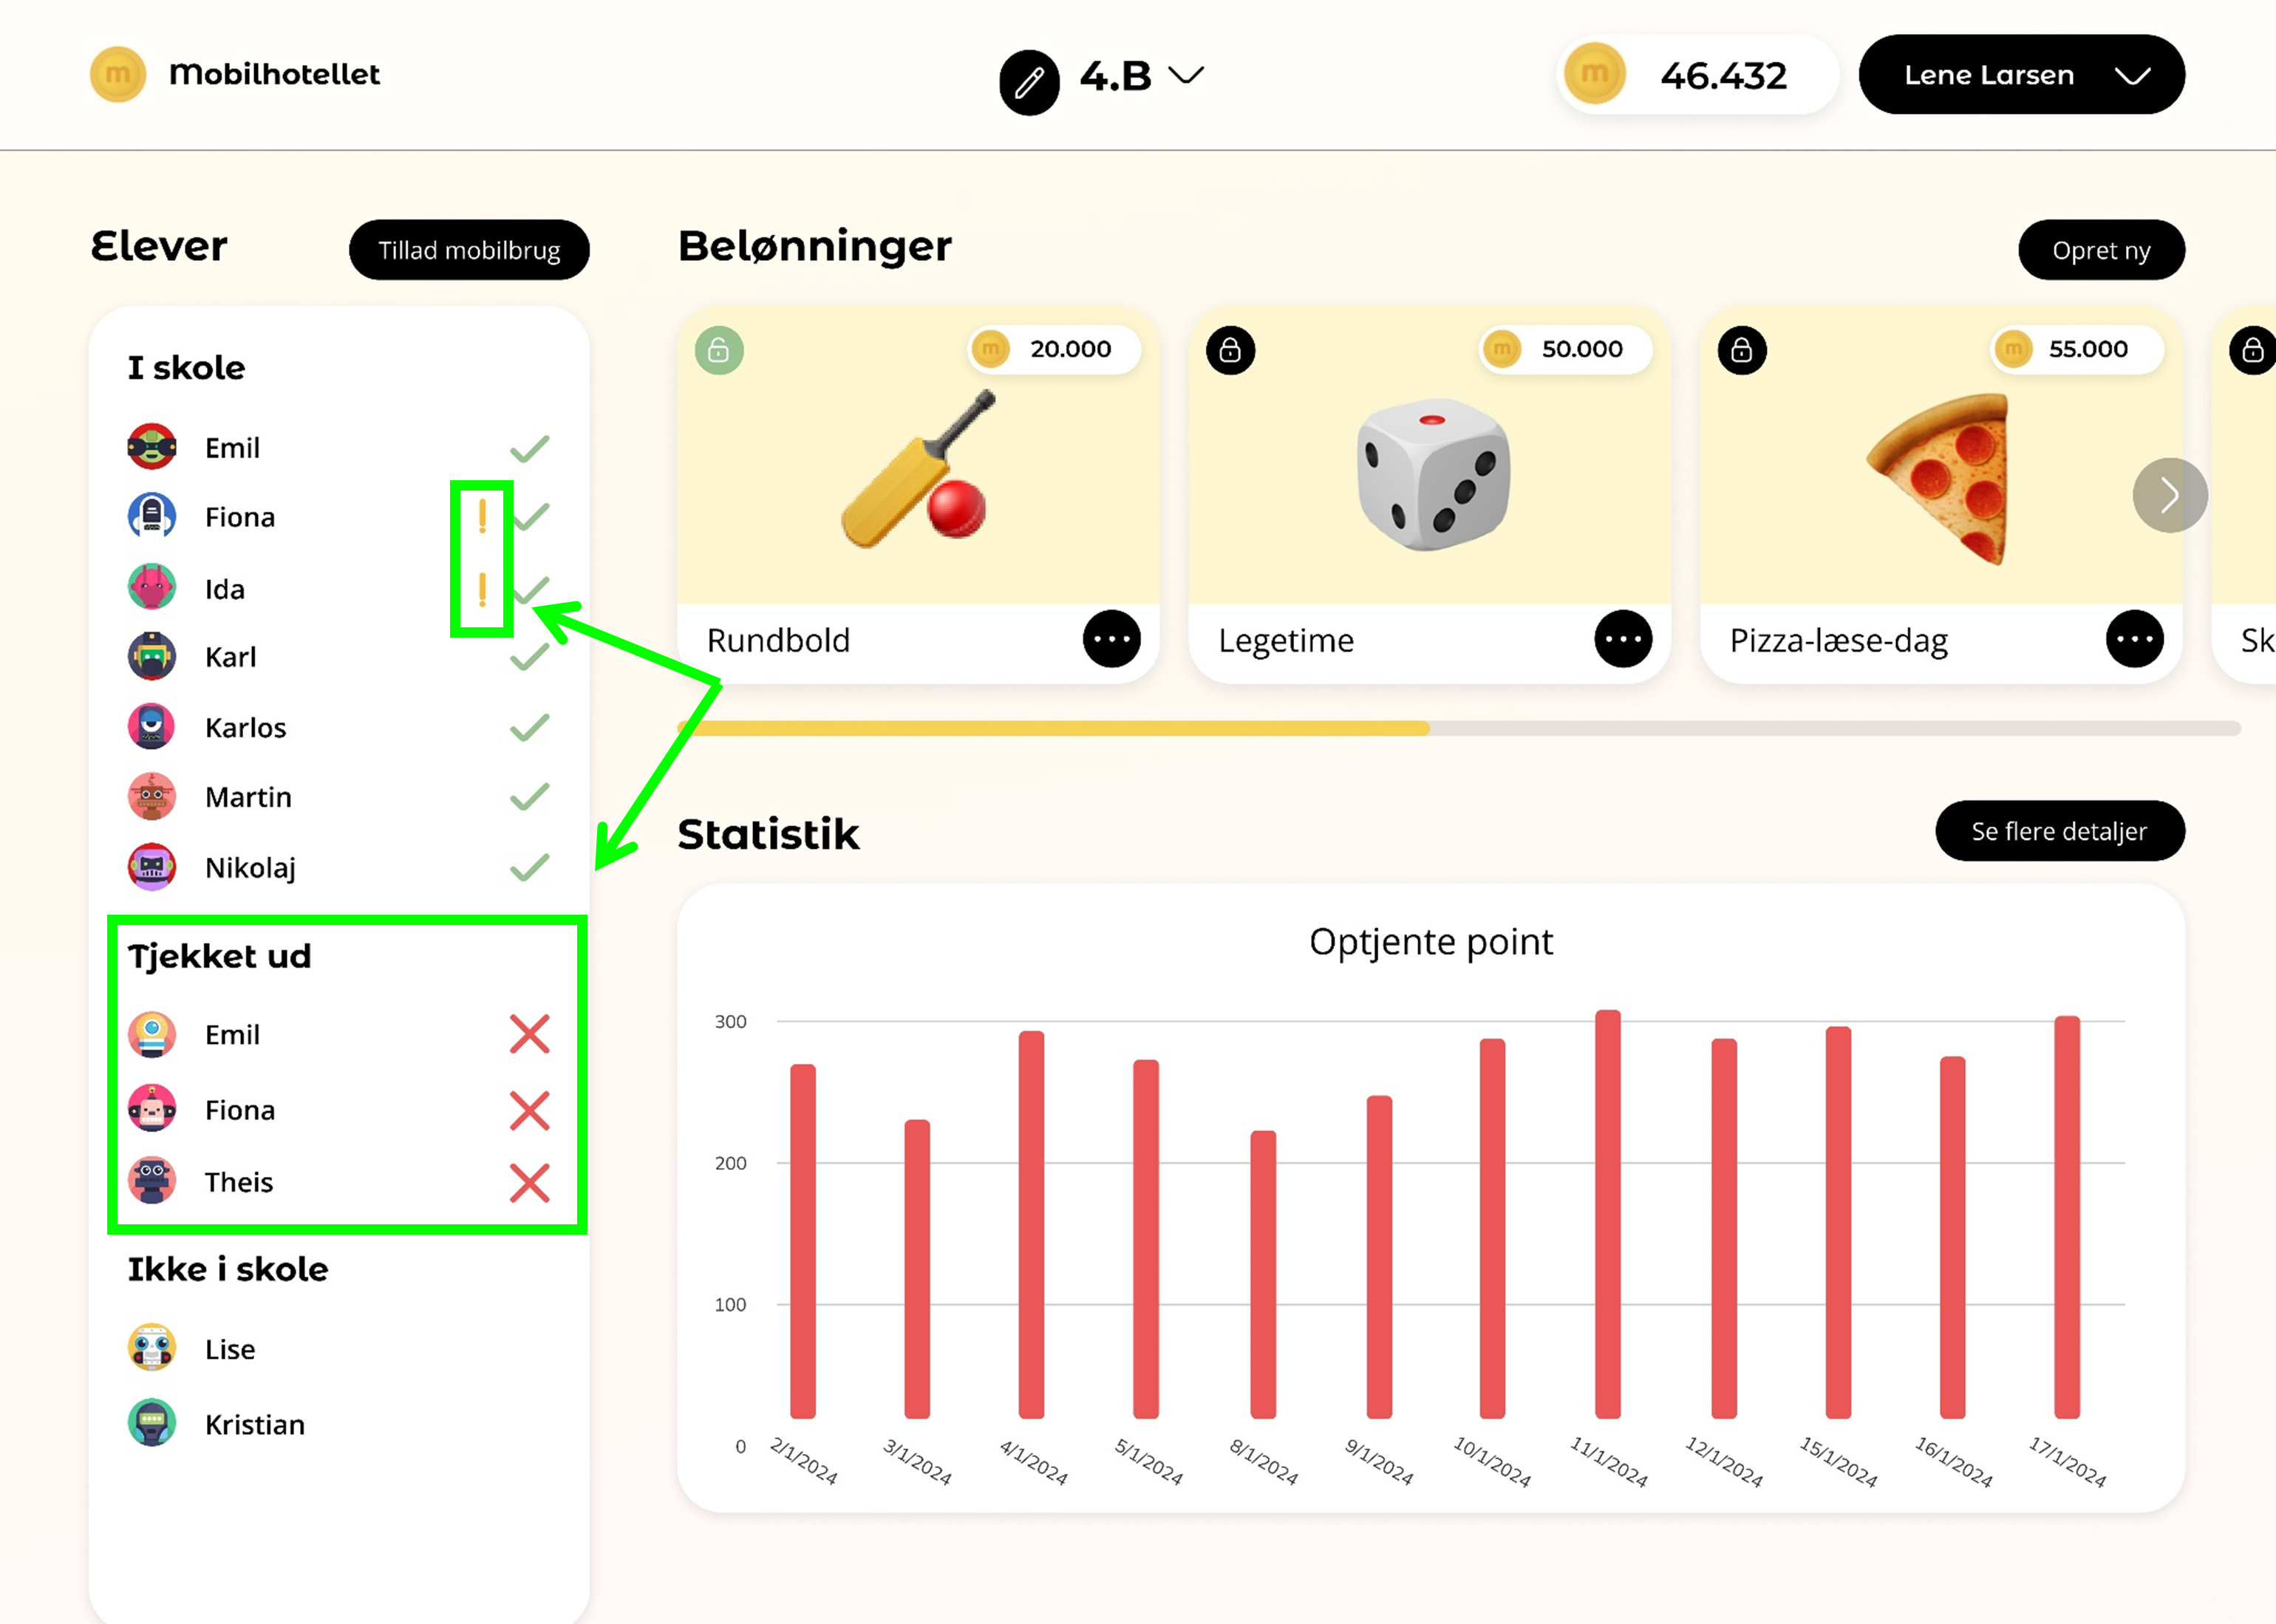 mobilhotellet
4.B
m 46.432
Lene Larsen
Elever
Tillad mobilbrug
I skole
Emil
Fiona !
Ida !
Karl
Karlos
Martin
Nikolaj
Tjekket ud
Emil
Fiona
Theis
Ikke i skole
Lise
Kristian
Belønninger
Opret ny
m 20.000
Rundbold
m 50.000
Legetime
m 55.000
Pizza-læse-dag
Sk
Statistik
Se flere detaljer
Optjente point
300
200
100
0
2/1/2024 3/1/2024 4/1/2024 5/1/2024 8/1/2024 9/1/2024 10/1/2024 11/1/2024 12/1/2024 15/1/2024 16/1/2024 17/1/2024